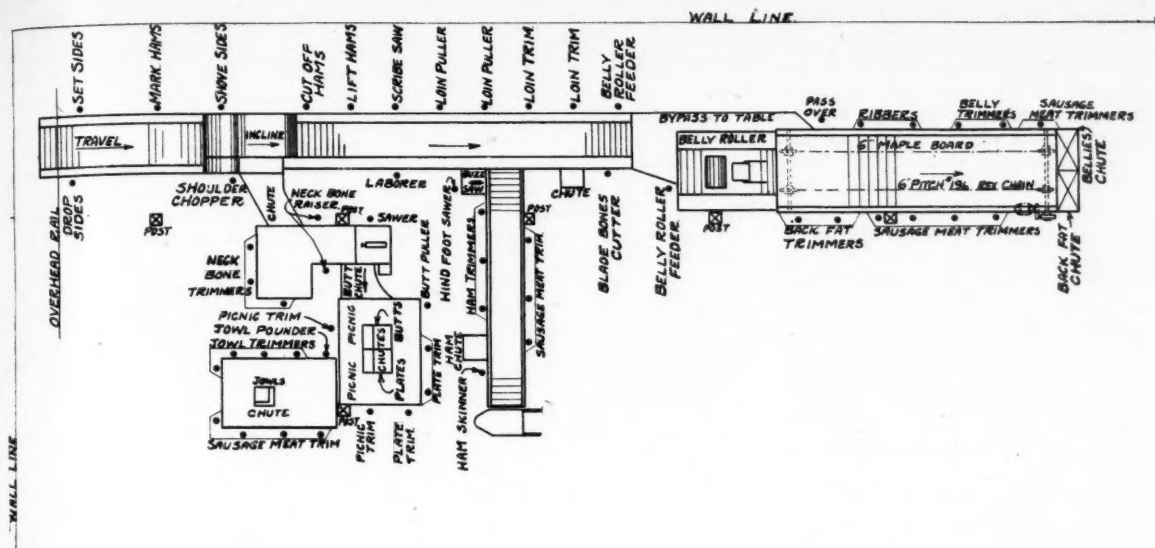 WALL LINE.
SET SIDES
MARK HAMS
SHOVE SIDES
CUT OFF
HAMS
LIFT HAMS
SCRIBE SAW
LOIN PULLER
LOIN PULLER
LOIN TRIM
LOIN TRIM
BELLY
ROLLER
FEEDER
TRAVEL
INCLINE
BYPASS TO TABLE
PASS
OVER
RIBBERS
BELLY
TRIMMERS
SAUSAGE
MEAT TRIMMERS
BELLIES
CHUTE
BELLY ROLLER
6" MAPLE BOARD
6" PITCH 196 REX CHAIN
OVERHEAD RAIL
DROP
SIDES
POST
SHOULDER
CHOPPER
CHUTE
NECK BONE
RAISER
POST
LABORER
SAWER
BUZZ
SAW
HIND FOOT SAWER
POST
CHUTE
BLADE BONES
CUTTER
BELLY ROLLER
FEEDER.
POST
BACK FAT
TRIMMERS
SAUSAGE MEAT TRIMMERS
BACK FAT
CHUTE
NECK
BONE
TRIMMERS
BUTT
CHUTE
BUTT PULLER
HAM TRIMMERS
SAUSAGE MEAT TRIM.
PICNIC TRIM
JOWL POUNDER
JOWL TRIMMERS
PICNIC
PICNIC
CHUTES
BUTTS
PLATES
PLATE TRIM
HAM
CHUTE
JOWLS
CHUTE
SAUSAGE MEAT TRIM
POST
PICNIC
TRIM
PLATE
TRIM.
HAM SKINNER
WALL LINE